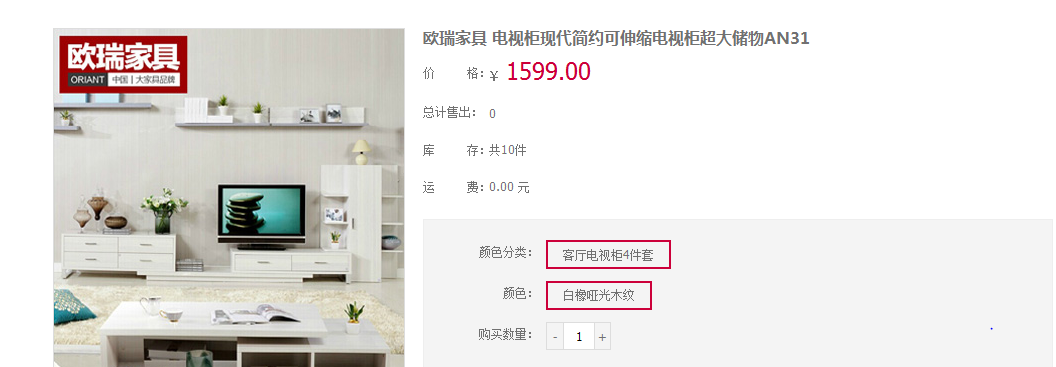 欧瑞家具
ORIANT 中国丨大家具品牌
欧瑞家具 电视柜现代简约可伸缩电视柜超大储物AN31
价 格：¥ 1599.00
总计售出： 0
库 存：共10件
运 费：0.00 元
颜色分类： 客厅电视柜4件套
颜色： 白橡哑光木纹
购买数量： - 1 +